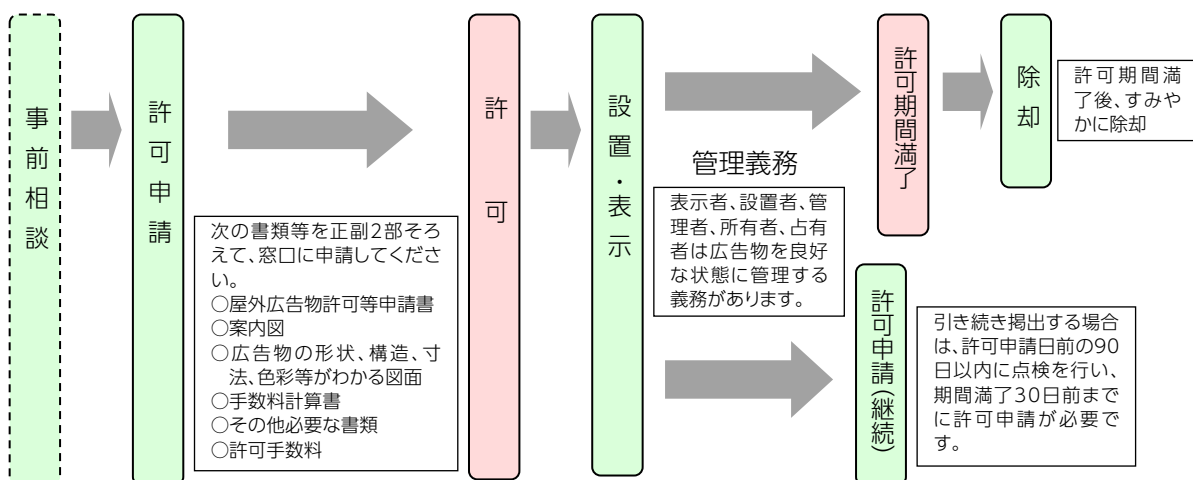 事前相談
許可申請
次の書類等を正副2部そろ
えて、窓口に申請してくださ
い。
○屋外広告物許可等申請書
○案内図
○広告物の形状、構造、寸
法、色彩等がわかる図面
○手数料計算書
○その他必要な書類
○許可手数料
許可
設置・表示
管理義務
表示者、設置者、管
理者、所有者、占有
者は広告物を良好
な状態に管理する
義務があります。
許可期間満了
除却
許可期間満
了後、すみや
かに除却
許可申請(継続)
引き続き掲出する場合
は、許可申請日前の90
日以内に点検を行い、
期間満了30日前まで
に許可申請が必要で
す。